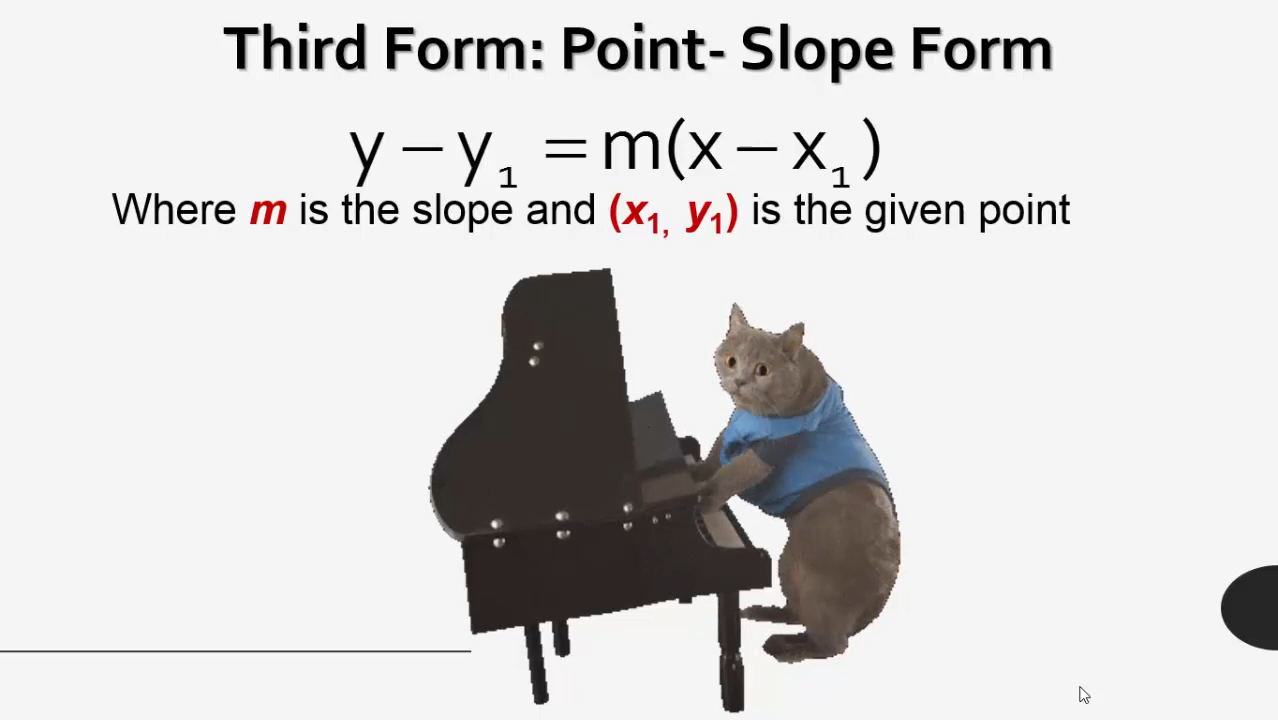 Third Form: Point- Slope Form
y − y₁ = m(x − x₁)
Where m is the slope and (x₁, y₁) is the given point